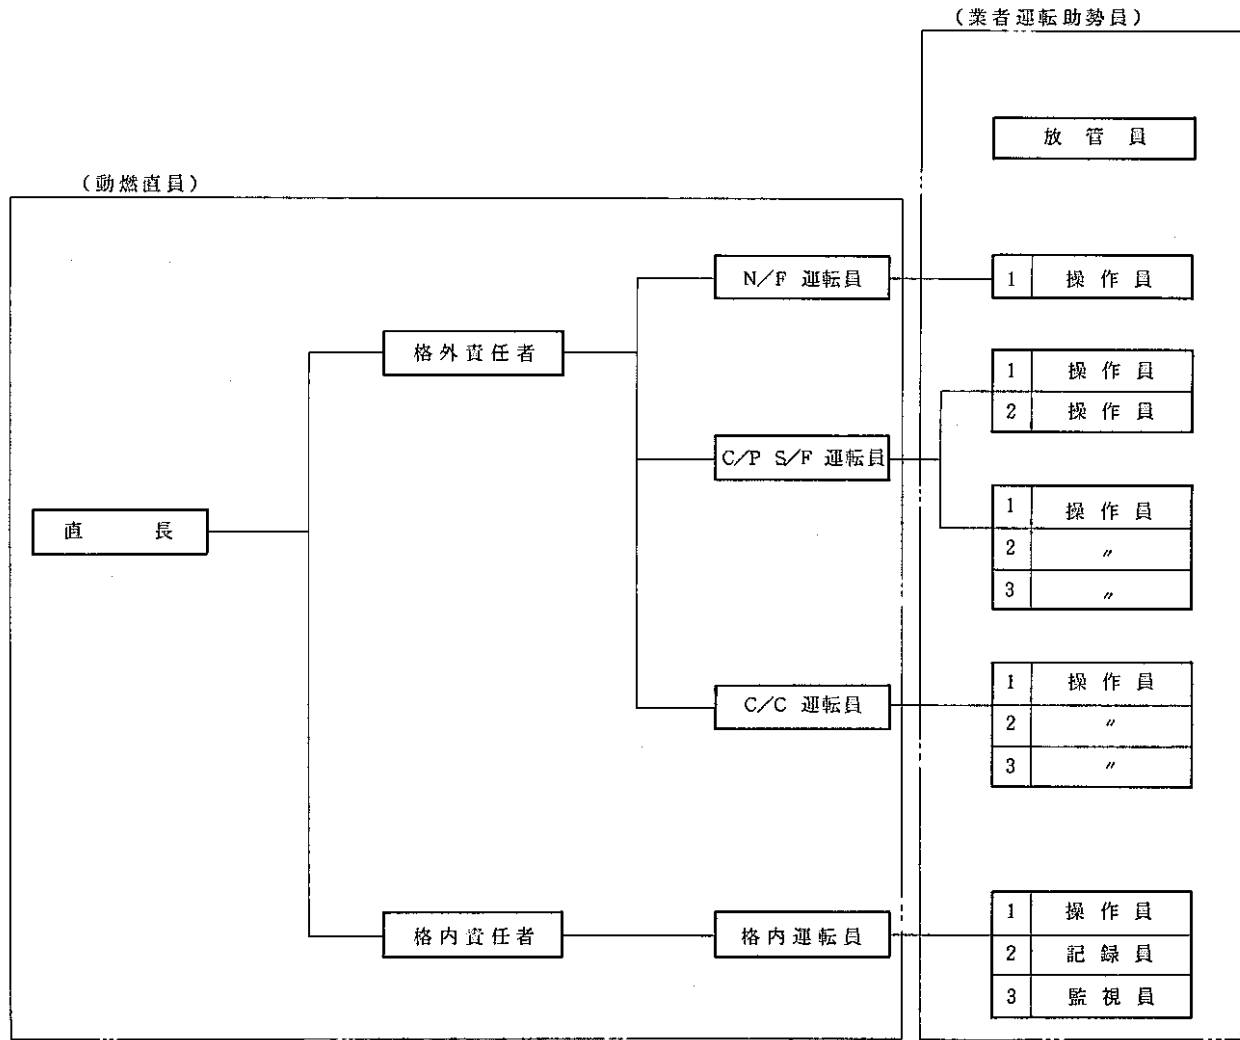 (業者運転助勢員)
放管員
(動燃直員)
N/F 運転員
1 操作員
格外責任者
1 操作員
2 操作員
C/P S/F 運転員
直長
1 操作員
2 〃
3 〃
C/C 運転員
1 操作員
2 〃
3 〃
格内責任者
格内運転員
1 操作員
2 記録員
3 監視員